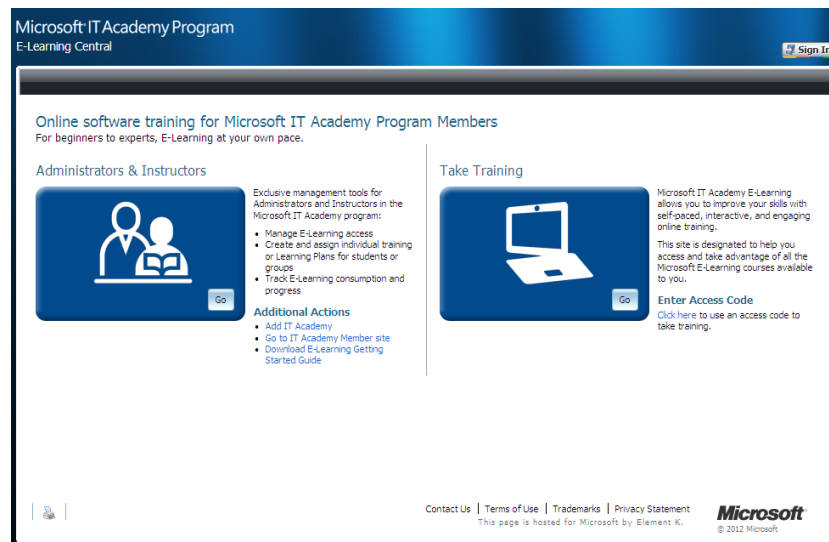 Microsoft IT Academy Program
E-Learning Central
Sign In
Online software training for Microsoft IT Academy Program Members
For beginners to experts, E-Learning at your own pace.
Administrators & Instructors
Go
Exclusive management tools for
Administrators and Instructors in the
Microsoft IT Academy program:
• Manage E-Learning access
• Create and assign individual training
or Learning Plans for students or
groups
• Track E-Learning consumption and
progress
Additional Actions
• Add IT Academy
• Go to IT Academy Member site
• Download E-Learning Getting
Started Guide
Take Training
Go
Microsoft IT Academy E-Learning
allows you to improve your skills with
self-paced, interactive, and engaging
online training.
This site is designated to help you
access and take advantage of all the
Microsoft E-Learning courses available
to you.
Enter Access Code
Click here to use an access code to
take training.
Contact Us | Terms of Use | Trademarks | Privacy Statement
This page is hosted for Microsoft by Element K.
Microsoft
© 2012 Microsoft